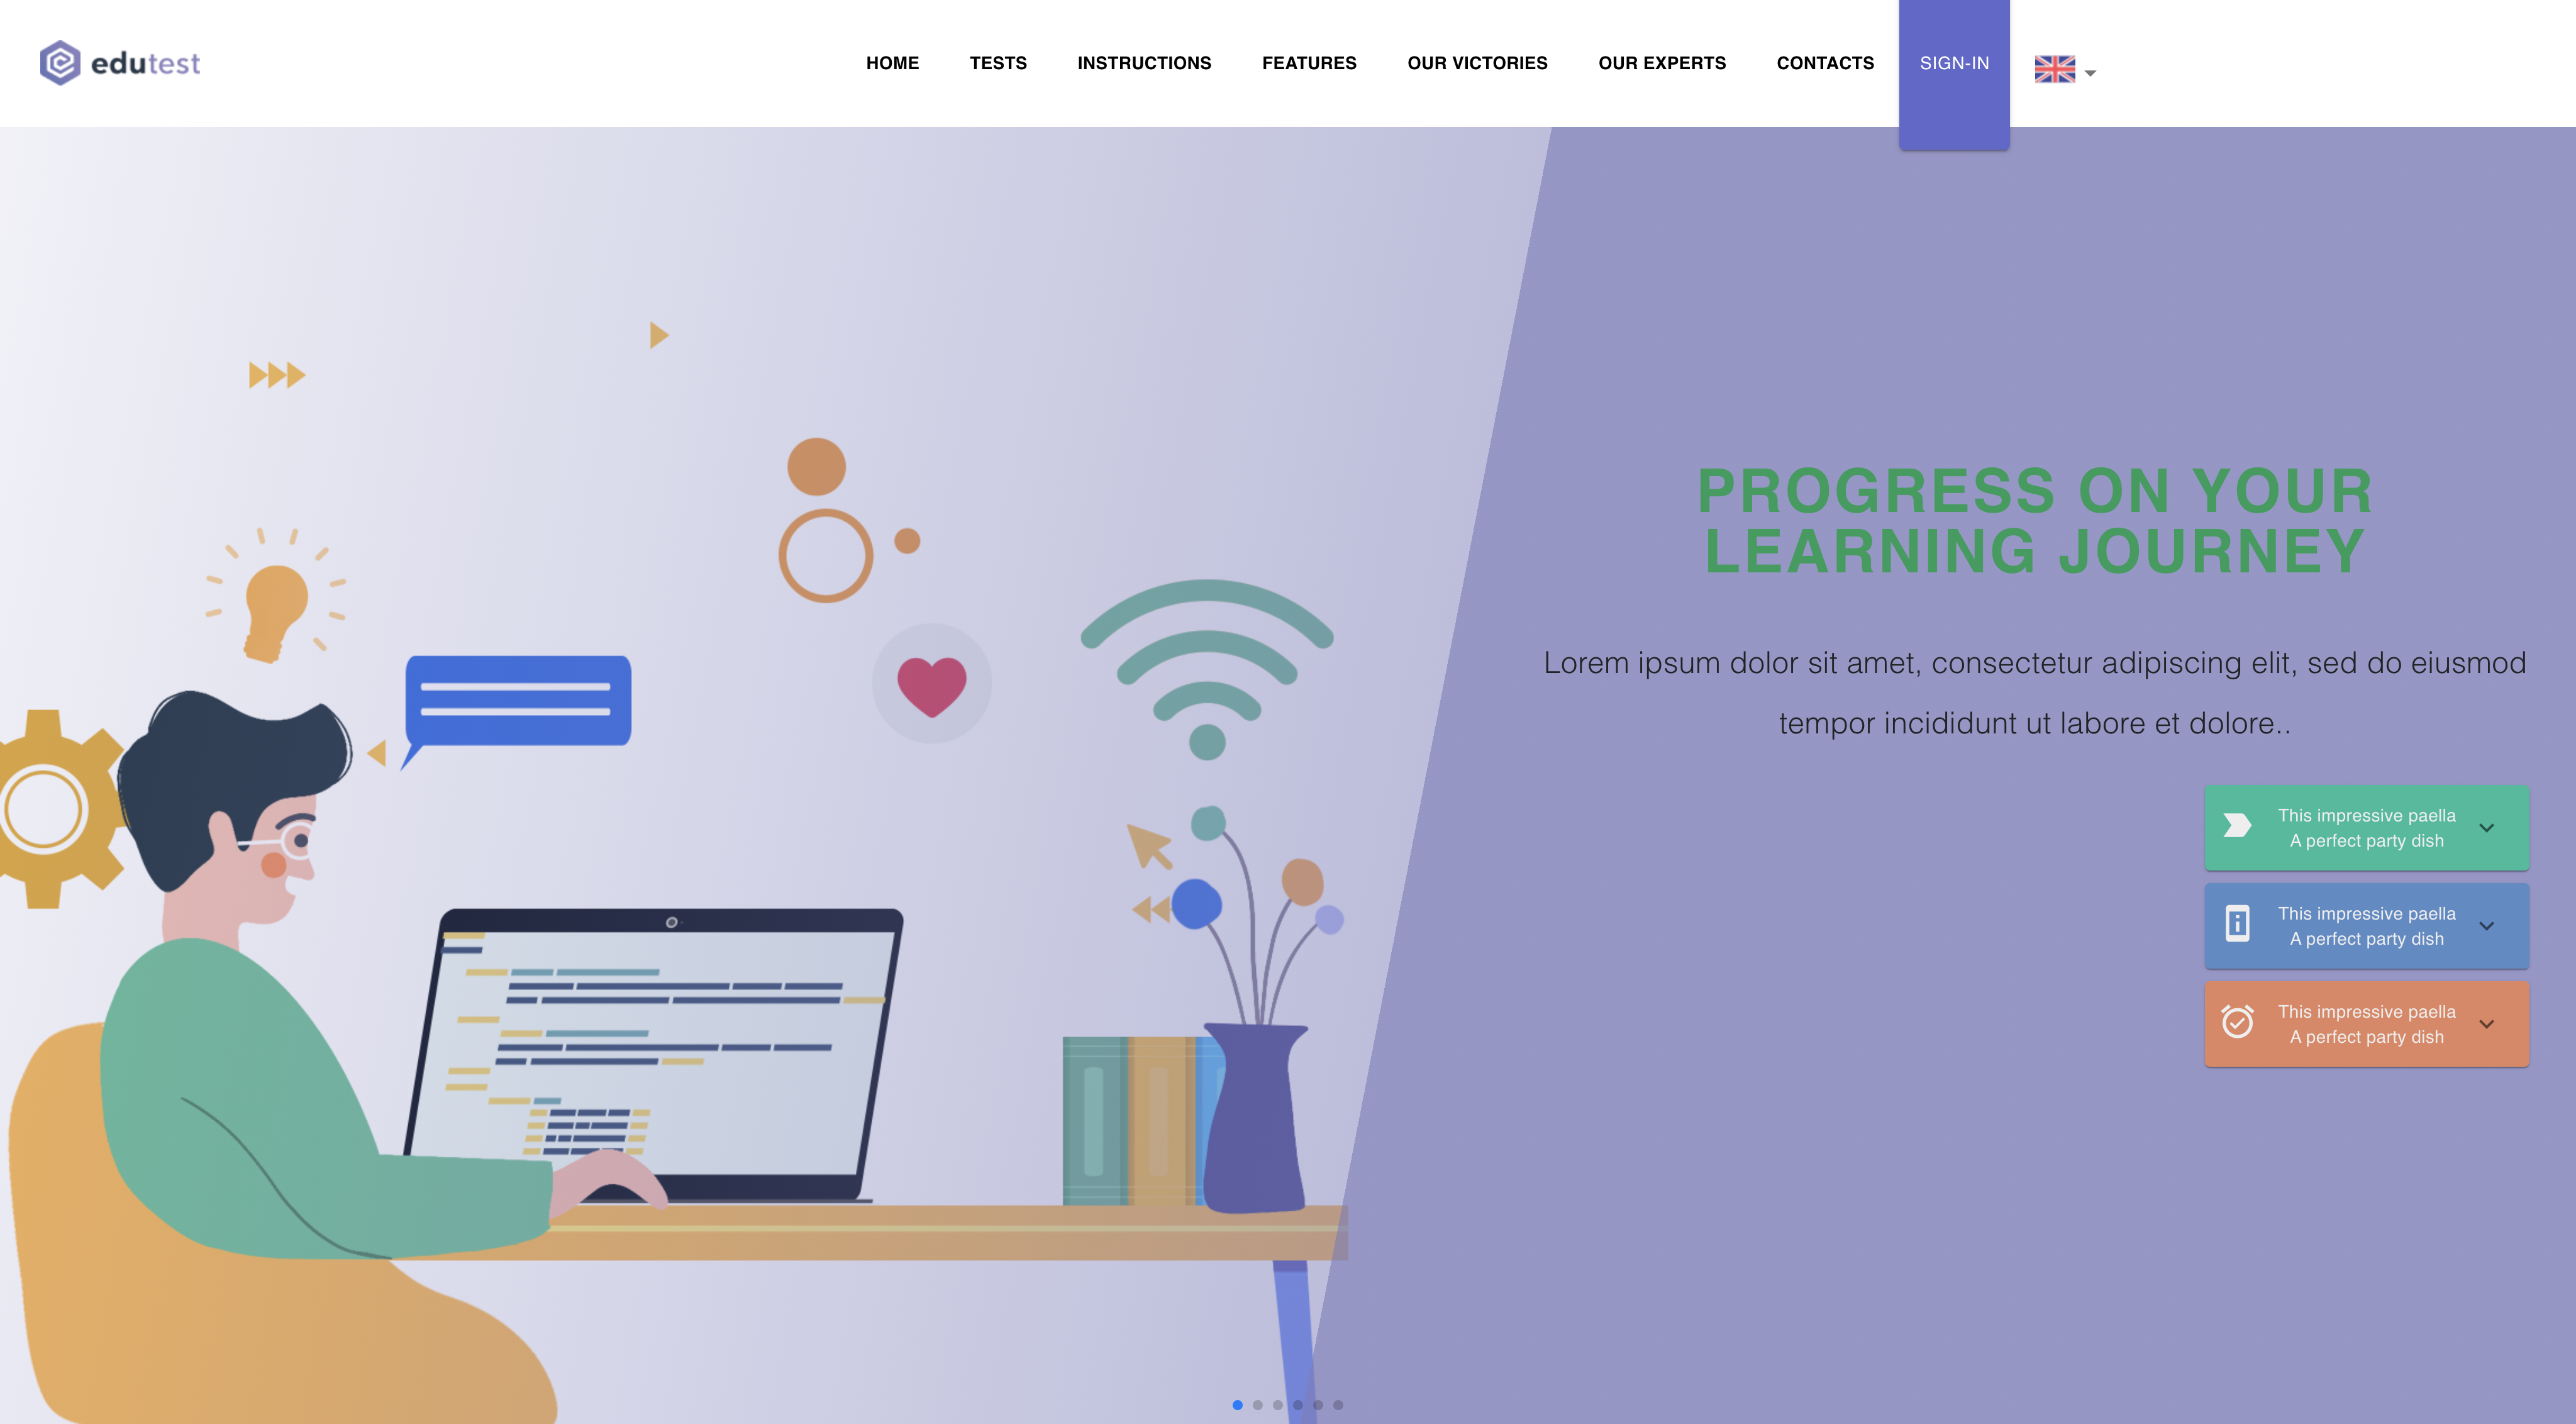 edutest
HOME
TESTS
INSTRUCTIONS
FEATURES
OUR VICTORIES
OUR EXPERTS
CONTACTS
SIGN-IN
PROGRESS ON YOUR
LEARNING JOURNEY
Lorem ipsum dolor sit amet, consectetur adipiscing elit, sed do eiusmod
tempor incididunt ut labore et dolore..
This impressive paella
A perfect party dish
This impressive paella
A perfect party dish
This impressive paella
A perfect party dish